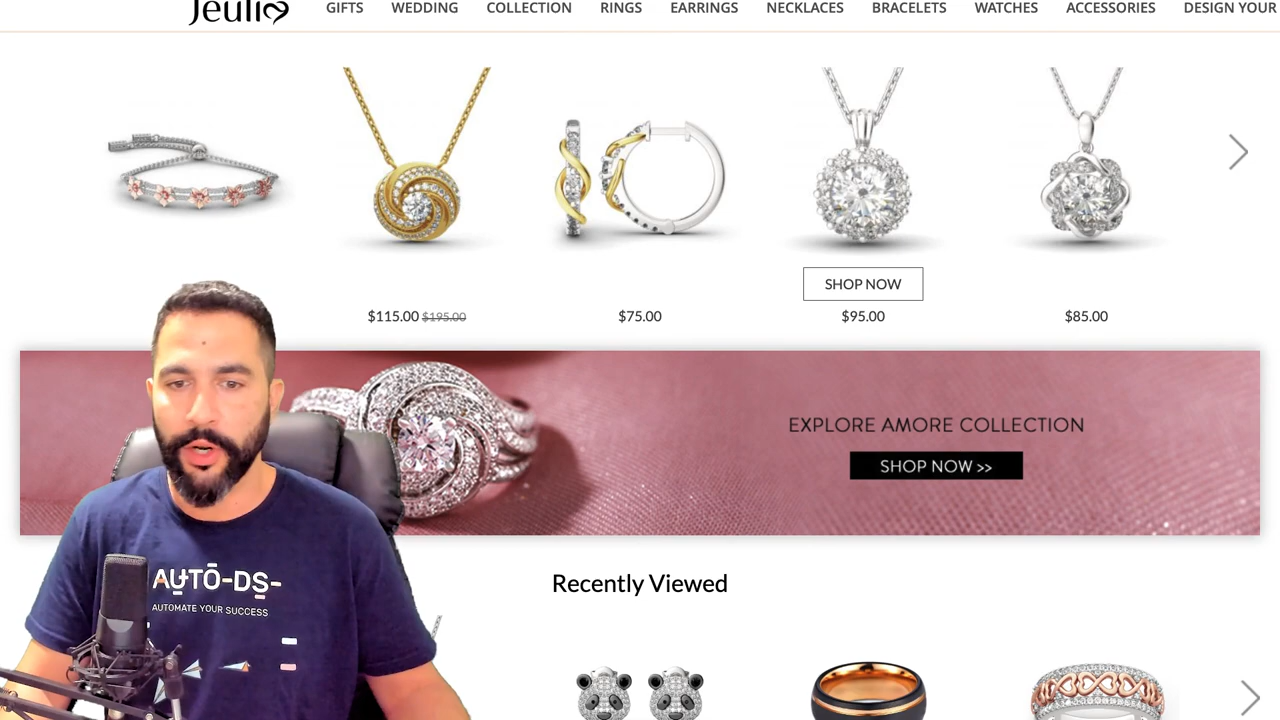 Jeulia
GIFTS WEDDING COLLECTION RINGS EARRINGS NECKLACES BRACELETS WATCHES ACCESSORIES DESIGN YOUR
SHOP NOW
$115.00 $195.00 $75.00 $95.00 $85.00
EXPLORE AMORE COLLECTION
SHOP NOW >>
AUTO-DS-
AUTOMATE YOUR SUCCESS
Recently Viewed